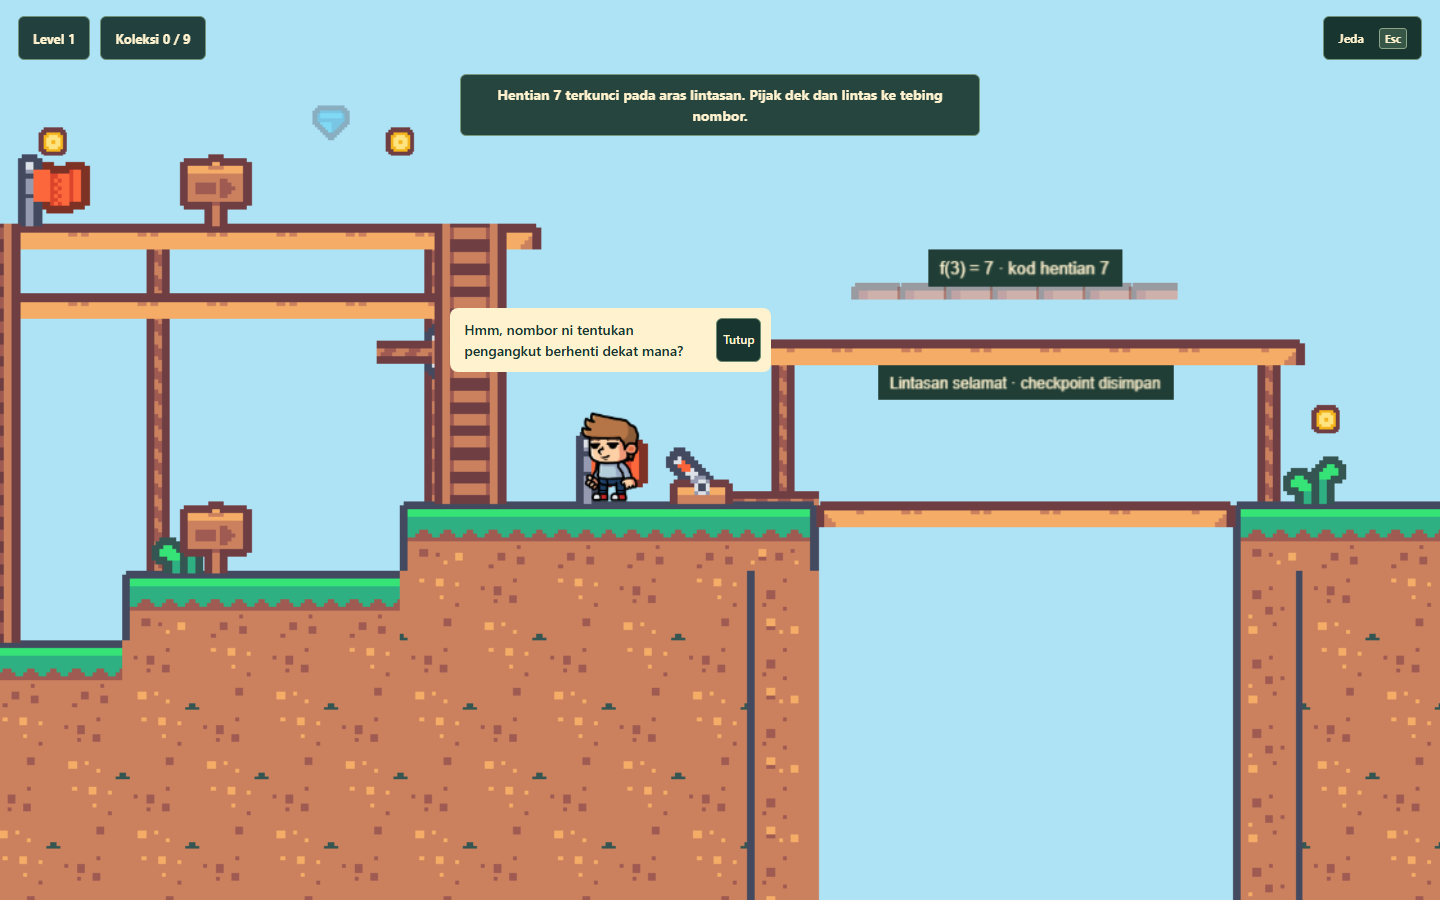 Level 1
Koleksi 0 / 9
Jeda Esc
Hentian 7 terkunci pada aras lintasan. Pijak dek dan lintas ke tebing
nombor.
f(3) = 7 · kod hentian 7
Hmm, nombor ni tentukan
pengangkut berhenti dekat mana?
Tutup
Lintasan selamat · checkpoint disimpan